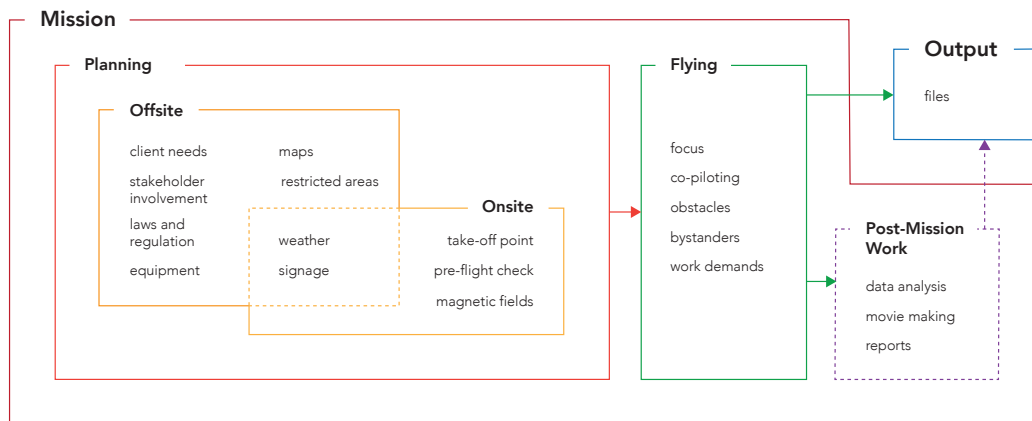 Mission
Planning
Offsite
client needs
stakeholder
involvement
laws and
regulation
equipment
maps
restricted areas
weather
signage
Onsite
take-off point
pre-flight check
magnetic fields
Flying
focus
co-piloting
obstacles
bystanders
work demands
Output
files
Post-Mission
Work
data analysis
movie making
reports